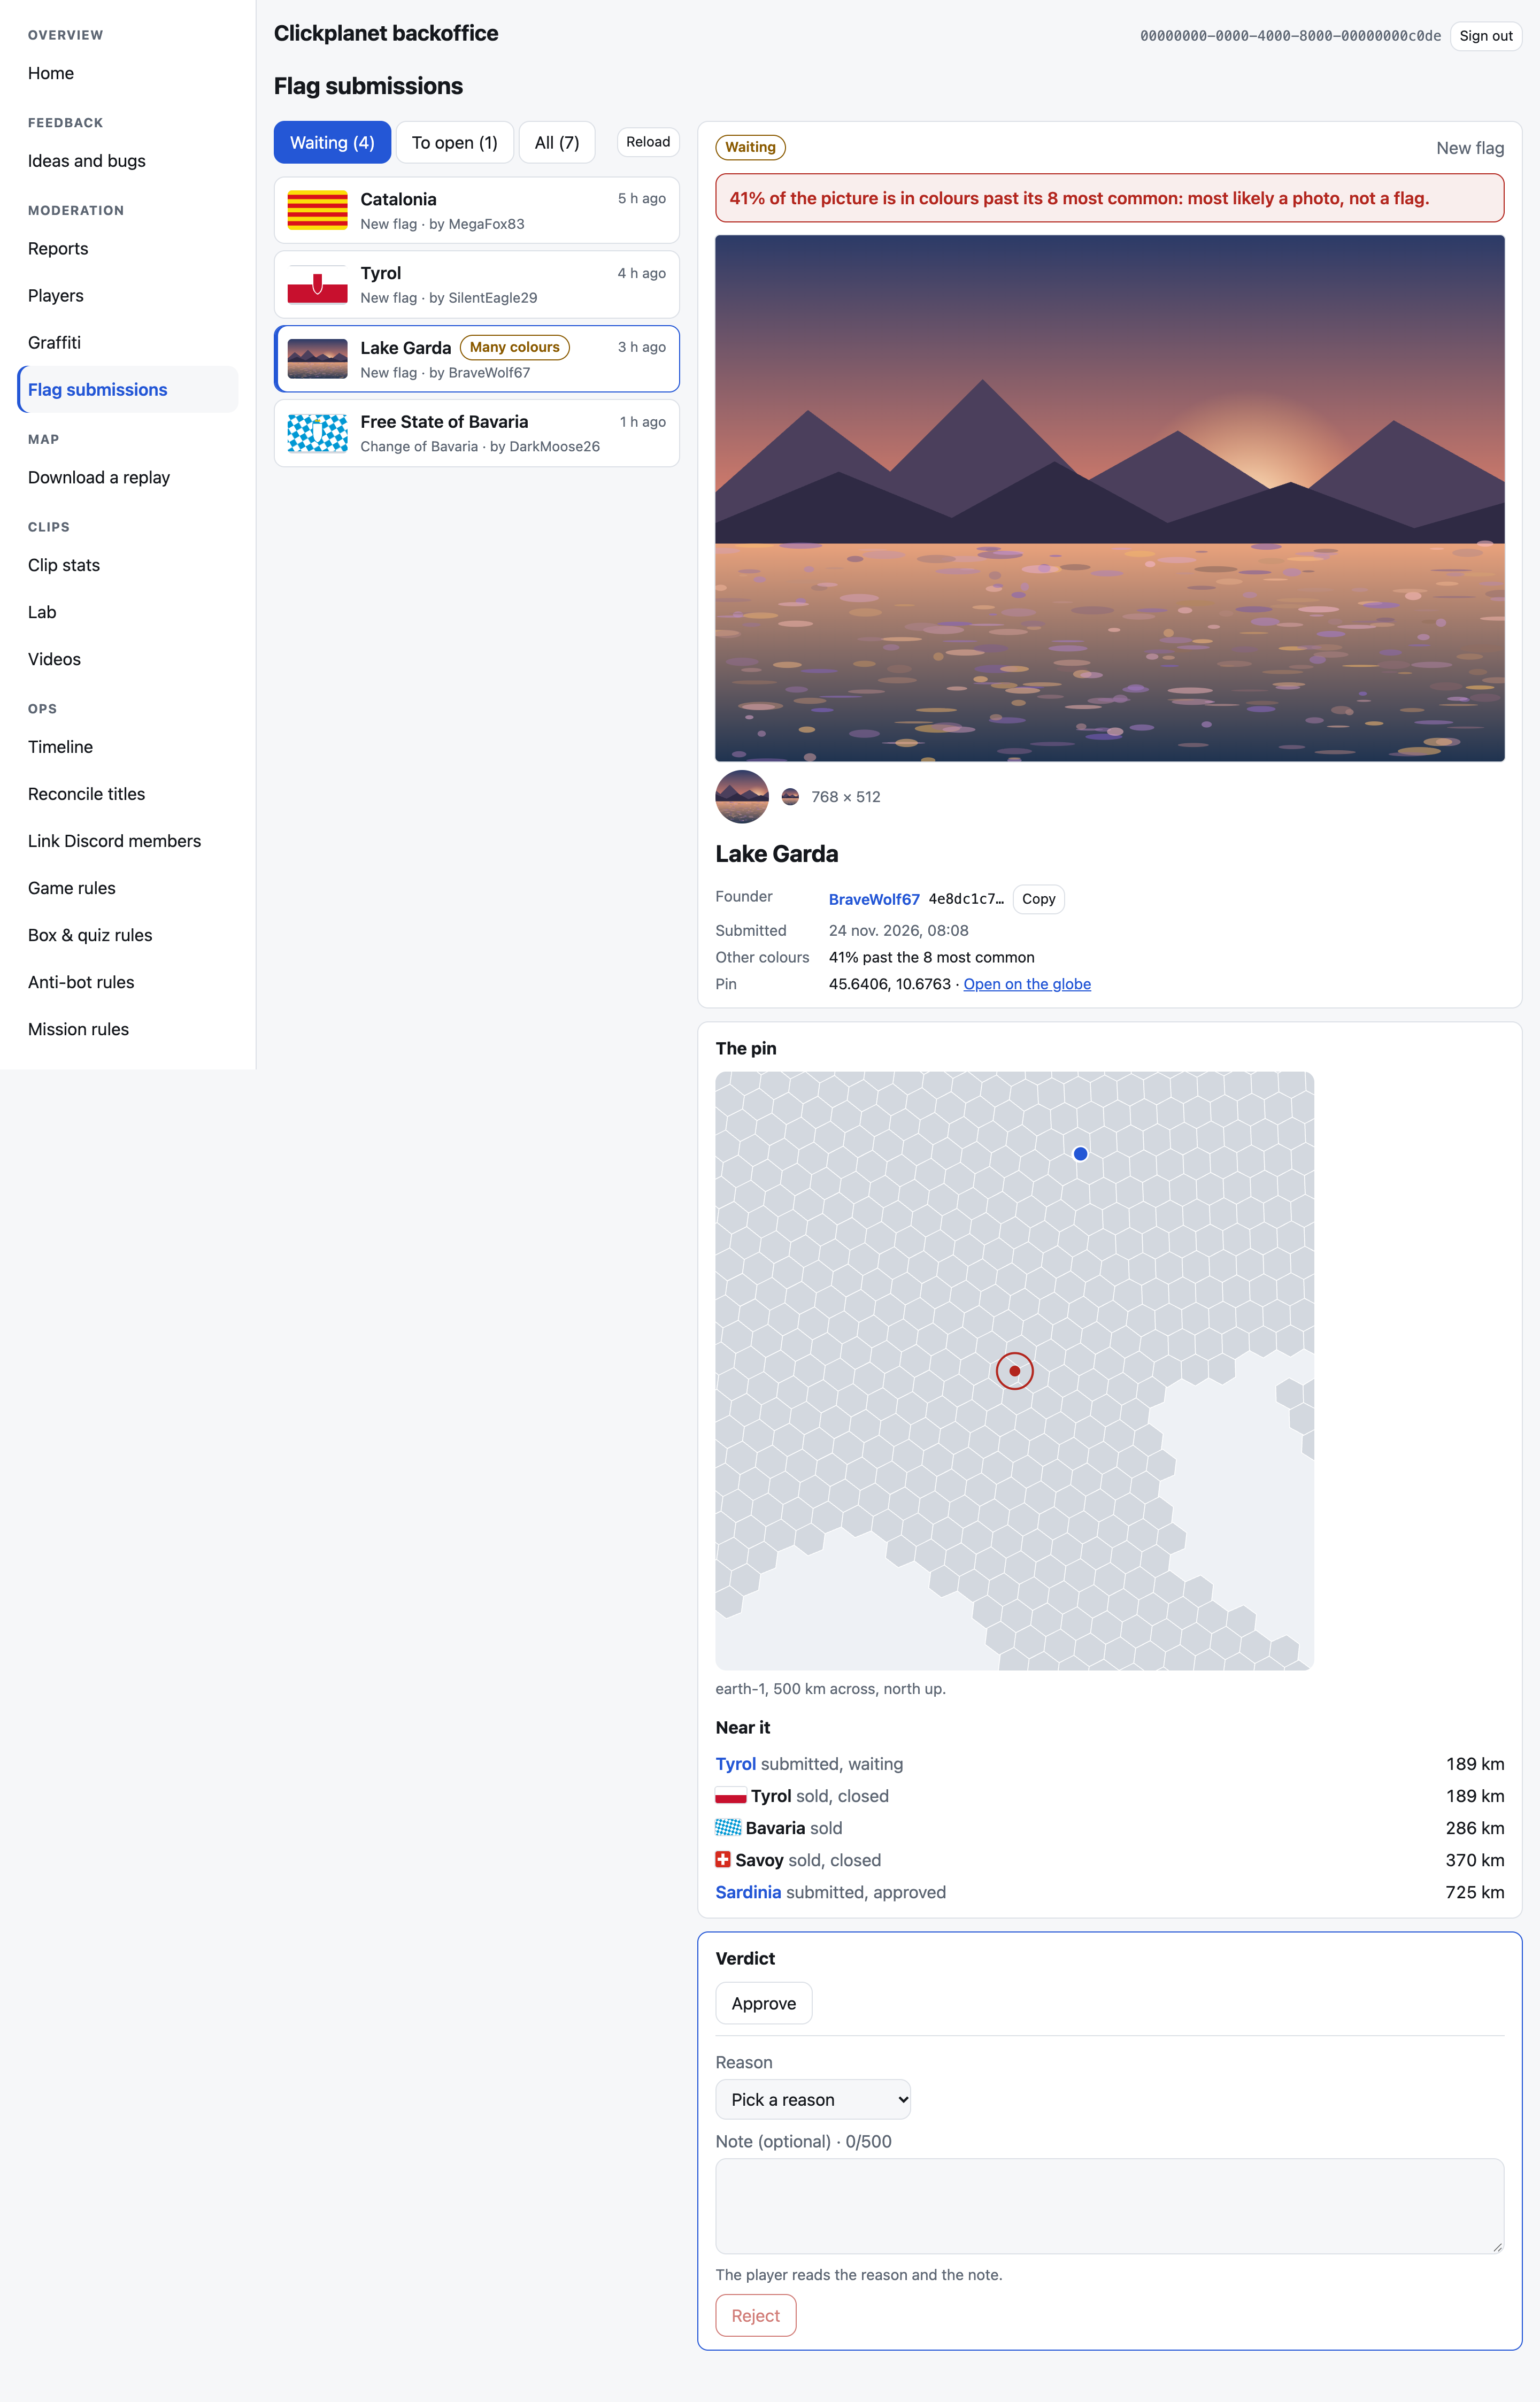 OVERVIEW
Home
FEEDBACK
Ideas and bugs
MODERATION
Reports
Players
Graffiti
Flag submissions
MAP
Download a replay
CLIPS
Clip stats
Lab
Videos
OPS
Timeline
Reconcile titles
Link Discord members
Game rules
Box & quiz rules
Anti-bot rules
Mission rules
Clickplanet backoffice
00000000-0000-4000-8000-00000000c0de
Sign out
Flag submissions
Waiting (4)
To open (1)
All (7)
Reload
Catalonia
5 h ago
New flag · by MegaFox83
Tyrol
4 h ago
New flag · by SilentEagle29
Lake Garda
Many colours
3 h ago
New flag · by BraveWolf67
Free State of Bavaria
1 h ago
Change of Bavaria · by DarkMoose26
Waiting
New flag
41% of the picture is in colours past its 8 most common: most likely a photo, not a flag.
768 × 512
Lake Garda
Founder BraveWolf67 4e8dc1c7… Copy
Submitted 24 nov. 2026, 08:08
Other colours 41% past the 8 most common
Pin 45.6406, 10.6763 · Open on the globe
The pin
earth-1, 500 km across, north up.
Near it
Tyrol submitted, waiting 189 km
Tyrol sold, closed 189 km
Bavaria sold 286 km
Savoy sold, closed 370 km
Sardinia submitted, approved 725 km
Verdict
Approve
Reason
Pick a reason
Note (optional) · 0/500
The player reads the reason and the note.
Reject